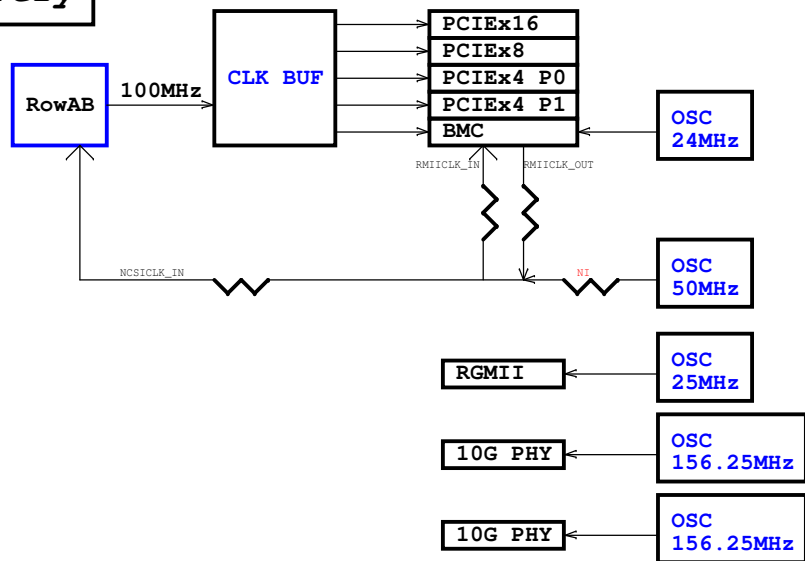 PCIEx16
PCIEx8
CLK BUF
PCIEx4 P0
100MHz
RowAB
PCIEx4 P1
OSC
24MHz
BMC
RMIICLK_IN
RMIICLK_OUT
NCSICLK_IN
NI
OSC
50MHz
RGMII
OSC
25MHz
10G PHY
OSC
156.25MHz
10G PHY
OSC
156.25MHz